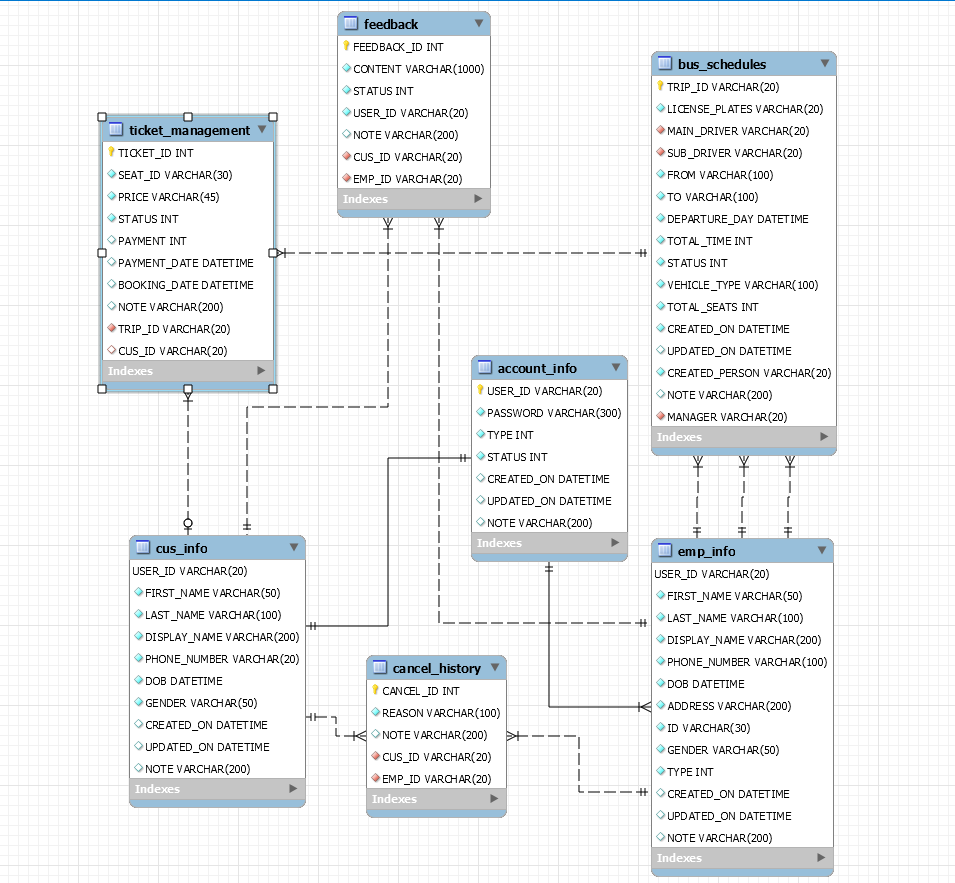 feedback
FEEDBACK_ID INT
CONTENT VARCHAR(1000)
STATUS INT
USER_ID VARCHAR(20)
NOTE VARCHAR(200)
CUS_ID VARCHAR(20)
EMP_ID VARCHAR(20)
Indexes
bus_schedules
TRIP_ID VARCHAR(20)
LICENSE_PLATES VARCHAR(20)
MAIN_DRIVER VARCHAR(20)
SUB_DRIVER VARCHAR(20)
FROM VARCHAR(100)
TO VARCHAR(100)
DEPARTURE_DAY DATETIME
TOTAL_TIME INT
STATUS INT
VEHICLE_TYPE VARCHAR(100)
TOTAL_SEATS INT
CREATED_ON DATETIME
UPDATED_ON DATETIME
CREATED_PERSON VARCHAR(20)
NOTE VARCHAR(200)
MANAGER VARCHAR(20)
Indexes
ticket_management
TICKET_ID INT
SEAT_ID VARCHAR(30)
PRICE VARCHAR(45)
STATUS INT
PAYMENT INT
PAYMENT_DATE DATETIME
BOOKING_DATE DATETIME
NOTE VARCHAR(200)
TRIP_ID VARCHAR(20)
CUS_ID VARCHAR(20)
Indexes
account_info
USER_ID VARCHAR(20)
PASSWORD VARCHAR(300)
TYPE INT
STATUS INT
CREATED_ON DATETIME
UPDATED_ON DATETIME
NOTE VARCHAR(200)
Indexes
cus_info
USER_ID VARCHAR(20)
FIRST_NAME VARCHAR(50)
LAST_NAME VARCHAR(100)
DISPLAY_NAME VARCHAR(200)
PHONE_NUMBER VARCHAR(20)
DOB DATETIME
GENDER VARCHAR(50)
CREATED_ON DATETIME
UPDATED_ON DATETIME
NOTE VARCHAR(200)
Indexes
cancel_history
CANCEL_ID INT
REASON VARCHAR(100)
NOTE VARCHAR(200)
CUS_ID VARCHAR(20)
EMP_ID VARCHAR(20)
Indexes
emp_info
USER_ID VARCHAR(20)
FIRST_NAME VARCHAR(50)
LAST_NAME VARCHAR(100)
DISPLAY_NAME VARCHAR(200)
PHONE_NUMBER VARCHAR(100)
DOB DATETIME
ADDRESS VARCHAR(200)
ID VARCHAR(30)
GENDER VARCHAR(50)
TYPE INT
CREATED_ON DATETIME
UPDATED_ON DATETIME
NOTE VARCHAR(200)
Indexes